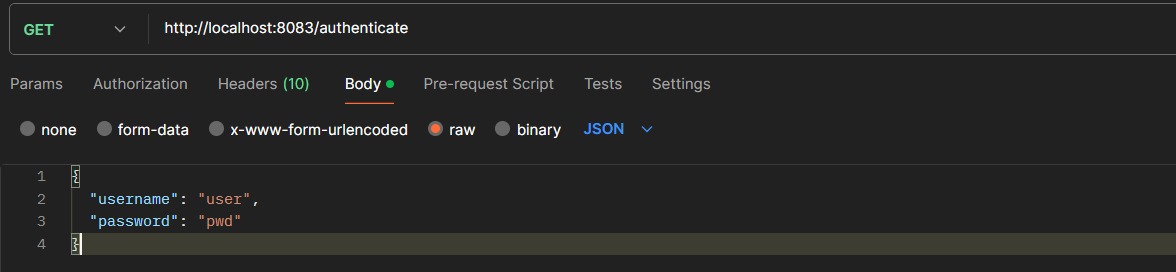 GET http://localhost:8083/authenticate
Params Authorization Headers (10) Body Pre-request Script Tests Settings
none form-data x-www-form-urlencoded raw binary JSON
1 {
2 "username": "user",
3 "password": "pwd"
4 }